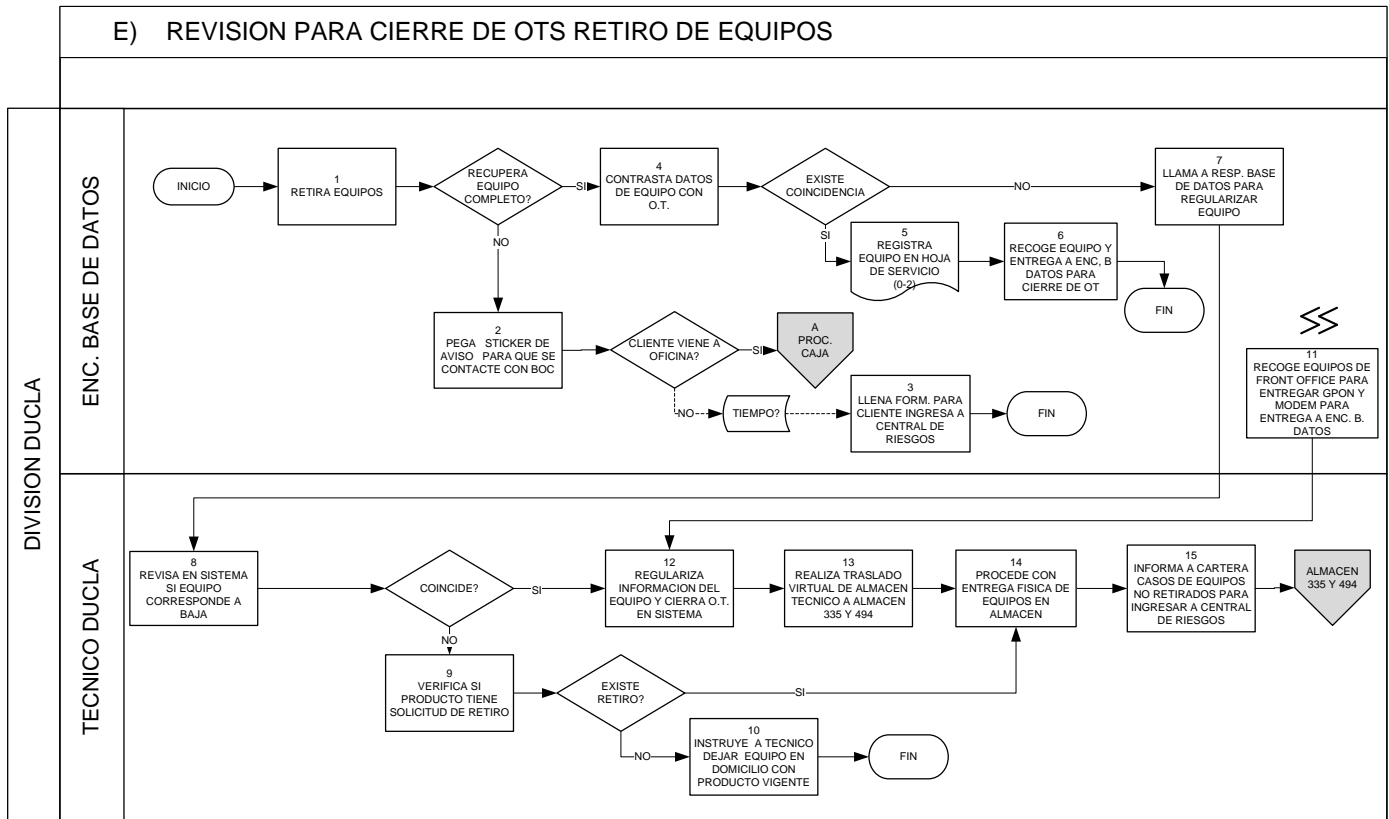 E) REVISION PARA CIERRE DE OTS RETIRO DE EQUIPOS
DIVISION DUCLA
ENC. BASE DE DATOS
INICIO
1
RETIRA EQUIPOS
RECUPERA
EQUIPO
COMPLETO?
SI
4
CONTRASTA DATOS
DE EQUIPO CON
O.T.
EXISTE
COINCIDENCIA
NO
7
LLAMA A RESP. BASE
DE DATOS PARA
REGULARIZAR
EQUIPO
NO
SI
5
REGISTRA
EQUIPO EN HOJA
DE SERVICIO
(0-2)
6
RECOGE EQUIPO Y
ENTREGA A ENC, B
DATOS PARA
CIERRE DE OT
FIN
2
PEGA STICKER DE
AVISO PARA QUE SE
CONTACTE CON BOC
CLIENTE VIENE A
OFICINA?
SI
A
PROC.
CAJA
NO
TIEMPO?
3
LLENA FORM. PARA
CLIENTE INGRESA A
CENTRAL DE
RIESGOS
FIN
11
RECOGE EQUIPOS DE
FRONT OFFICE PARA
ENTREGAR GPON Y
MODEM PARA
ENTREGA A ENC. B.
DATOS
TECNICO DUCLA
8
REVISA EN SISTEMA
SI EQUIPO
CORRESPONDE A
BAJA
COINCIDE?
SI
12
REGULARIZA
INFORMACION DEL
EQUIPO Y CIERRA O.T.
EN SISTEMA
13
REALIZA TRASLADO
VIRTUAL DE ALMACEN
TECNICO A ALMACEN
335 Y 494
14
PROCEDE CON
ENTREGA FISICA DE
EQUIPOS EN
ALMACEN
15
INFORMA A CARTERA
CASOS DE EQUIPOS
NO RETIRADOS PARA
INGRESAR A CENTRAL
DE RIESGOS
ALMACEN
335 Y 494
NO
9
VERIFICA SI
PRODUCTO TIENE
SOLICITUD DE RETIRO
EXISTE
RETIRO?
SI
NO
10
INSTRUYE A TECNICO
DEJAR EQUIPO EN
DOMICILIO CON
PRODUCTO VIGENTE
FIN